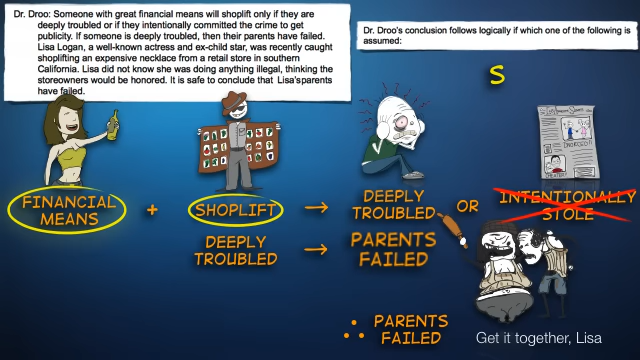 Dr. Droo: Someone with great financial means will shoplift only if they are
deeply troubled or if they intentionally committed the crime to get
publicity. If someone is deeply troubled, then their parents have failed.
Lisa Logan, a well-known actress and ex-child star, was recently caught
shoplifting an expensive necklace from a retail store in southern
California. Lisa did not know she was doing anything illegal, thinking the
storeowners would be honored. It is safe to conclude that Lisa'sparents
have failed.
Dr. Droo's conclusion follows logically if which one of the following is
assumed:
S
FINANCIAL
MEANS
+
SHOPLIFT
→
DEEPLY
TROUBLED
OR
INTENTIONALLY
STOLE
DEEPLY
TROUBLED
→
PARENTS
FAILED
∴ PARENTS
FAILED
Get it together, Lisa